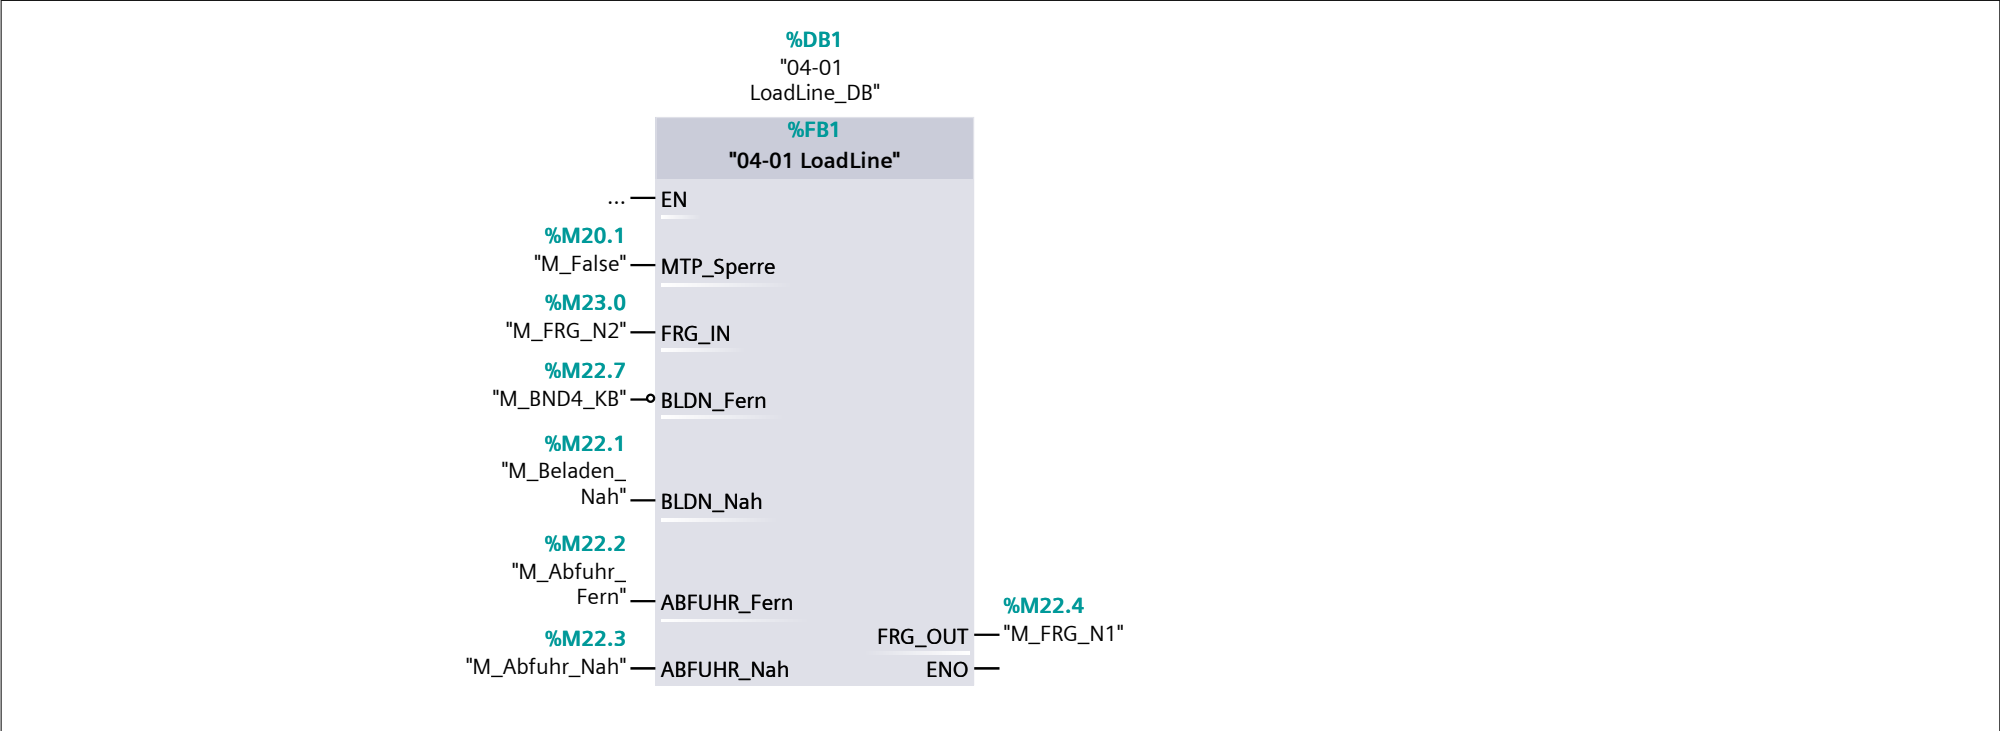 %DB1
"04-01
LoadLine_DB"
%FB1
"04-01 LoadLine"
... EN
%M20.1
"M_False" MTP_Sperre
%M23.0
"M_FRG_N2" FRG_IN
%M22.7
"M_BND4_KB" BLDN_Fern
%M22.1
"M_Beladen_
Nah" BLDN_Nah
%M22.2
"M_Abfuhr_
Fern" ABFUHR_Fern
%M22.4
FRG_OUT "M_FRG_N1"
%M22.3
"M_Abfuhr_Nah" ABFUHR_Nah ENO